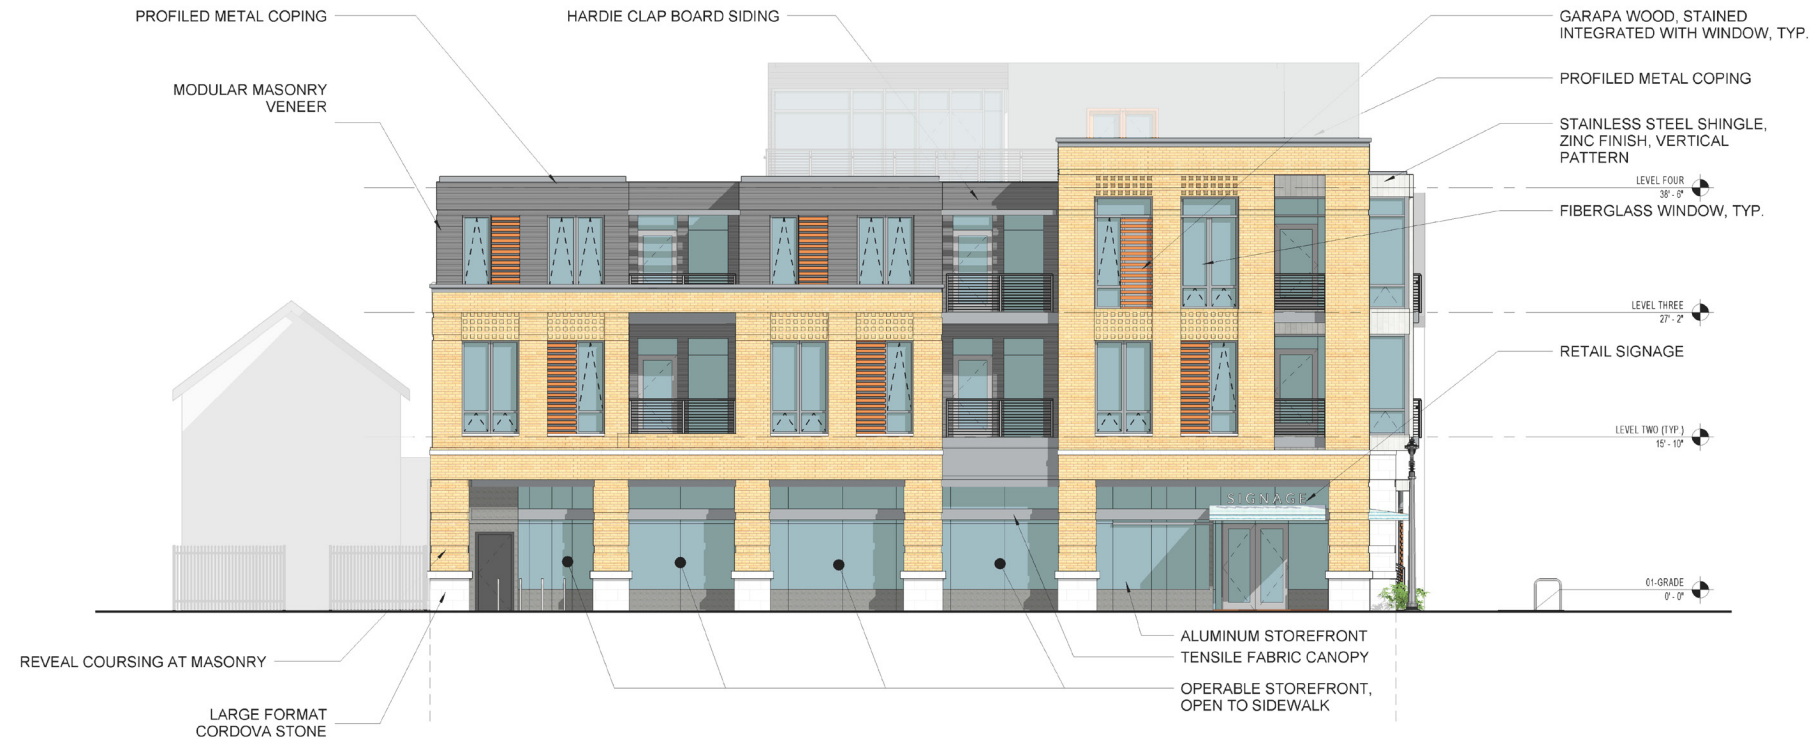 PROFILED METAL COPING
HARDIE CLAP BOARD SIDING
GARAPA WOOD, STAINED
INTEGRATED WITH WINDOW, TYP.
MODULAR MASONRY
VENEER
PROFILED METAL COPING
STAINLESS STEEL SHINGLE,
ZINC FINISH, VERTICAL
PATTERN
LEVEL FOUR
38' - 6"
FIBERGLASS WINDOW, TYP.
LEVEL THREE
27' - 2"
RETAIL SIGNAGE
LEVEL TWO (TYP.)
15' - 10"
SIGNAGE
01-GRADE
0' - 0"
ALUMINUM STOREFRONT
TENSILE FABRIC CANOPY
REVEAL COURSING AT MASONRY
OPERABLE STOREFRONT,
OPEN TO SIDEWALK
LARGE FORMAT
CORDOVA STONE